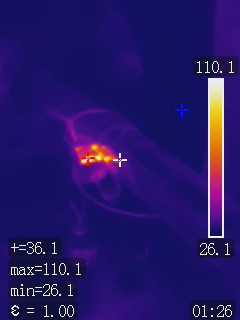 110.1
26.1
+=36.1
max=110.1
min=26.1
ε = 1.00
01:26